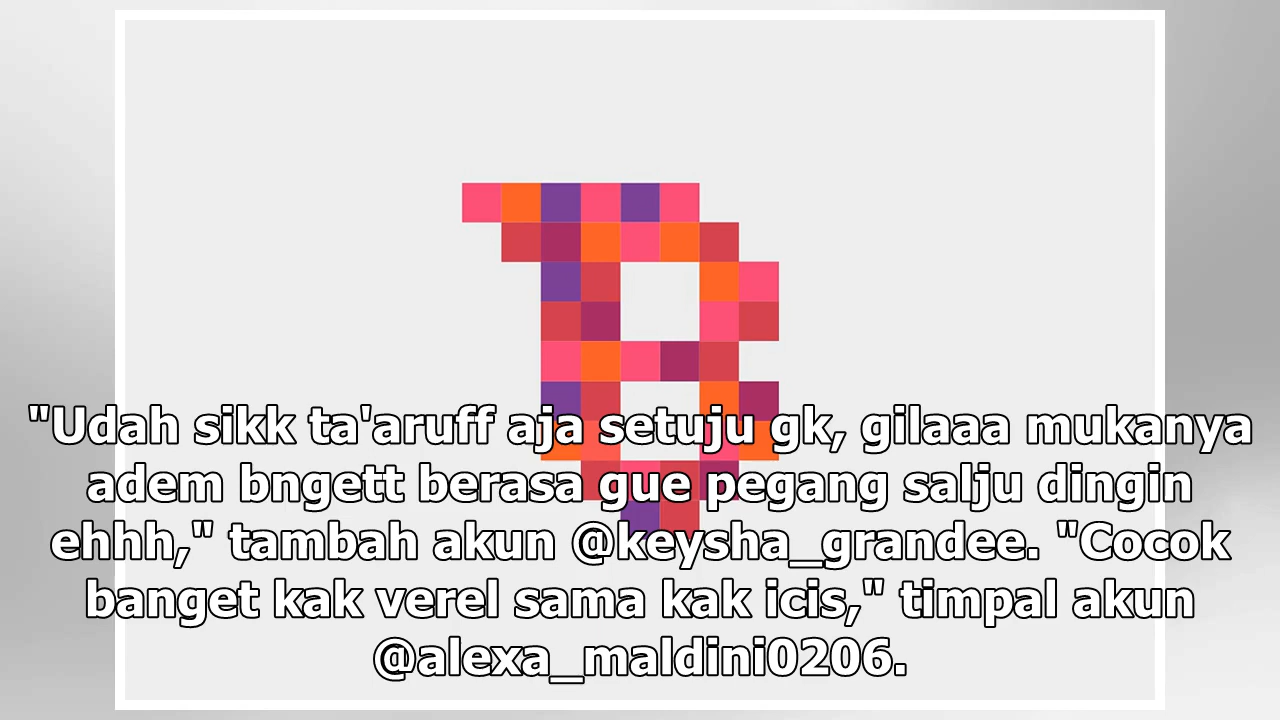 "Udah sikk ta'aruff aja setuju gk, gilaaa mukanya
adem bngett berasa gue pegang salju dingin
ehhh," tambah akun @keysha_grandee. "Cocok
banget kak verel sama kak icis," timpal akun
@alexa_maldini0206.